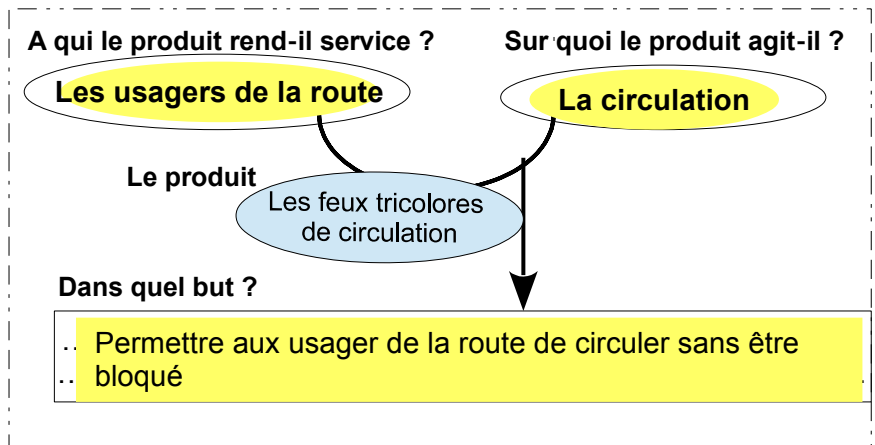 A qui le produit rend-il service ?
Sur quoi le produit agit-il ?
Les usagers de la route
La circulation
Le produit
Les feux tricolores
de circulation
Dans quel but ?
.. Permettre aux usager de la route de circuler sans être
.. bloqué